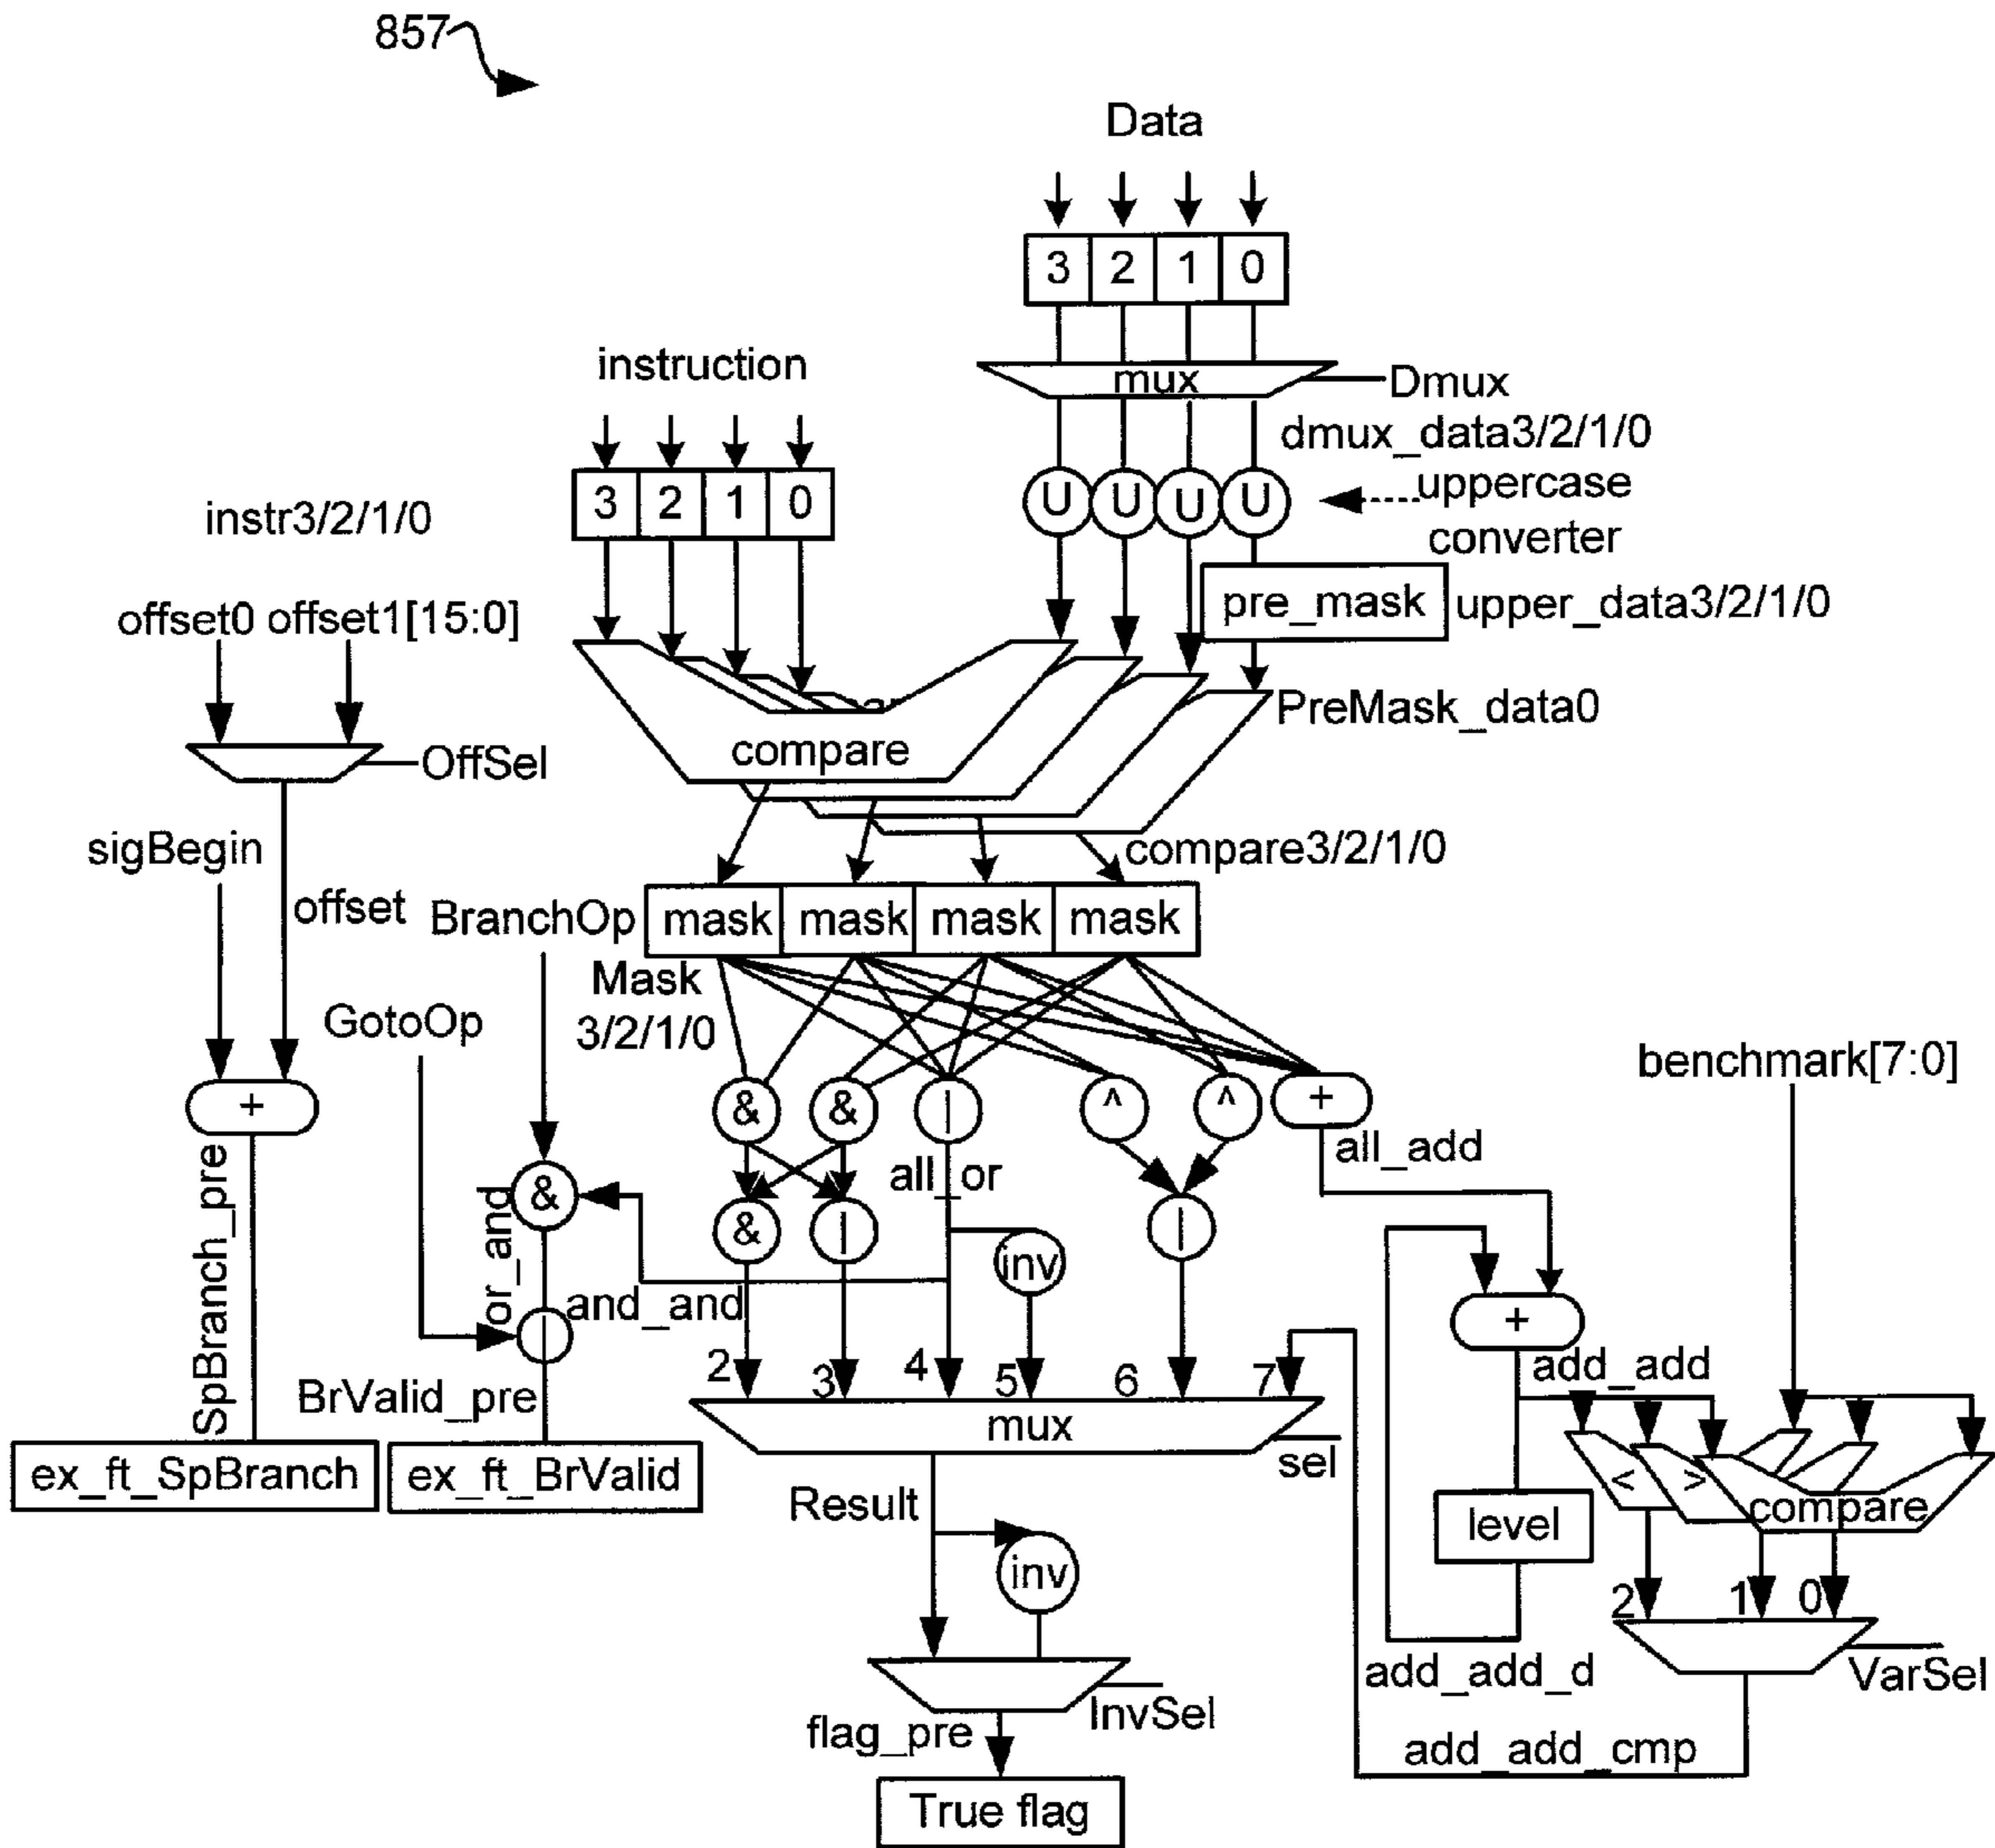 857
Data
3 2 1 0
instruction
mux
Dmux
dmux_data3/2/1/0
3 2 1 0
U U U U
uppercase
converter
instr3/2/1/0
offset0 offset1[15:0]
pre_mask
upper_data3/2/1/0
PreMask_data0
compare
OffSel
sigBegin
compare3/2/1/0
offset
BranchOp
mask mask mask mask
Mask
3/2/1/0
GotoOp
benchmark[7:0]
+
& & | ^ ^ +
all_add
SpBranch_pre
or_and
&
all_or
& | |
inv
and_and
|
+
add_add
BrValid_pre
2 3 4 5 6 7
mux
sel
< >
compare
ex_ft_SpBranch
ex_ft_BrValid
Result
level
inv
2 1 0
add_add_d
VarSel
InvSel
flag_pre
add_add_cmp
True flag